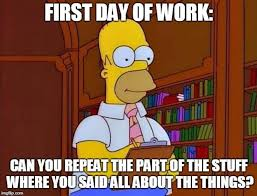 FIRST DAY OF WORK:
CAN YOU REPEAT THE PART OF THE STUFF
WHERE YOU SAID ALL ABOUT THE THINGS?
imgflip.com